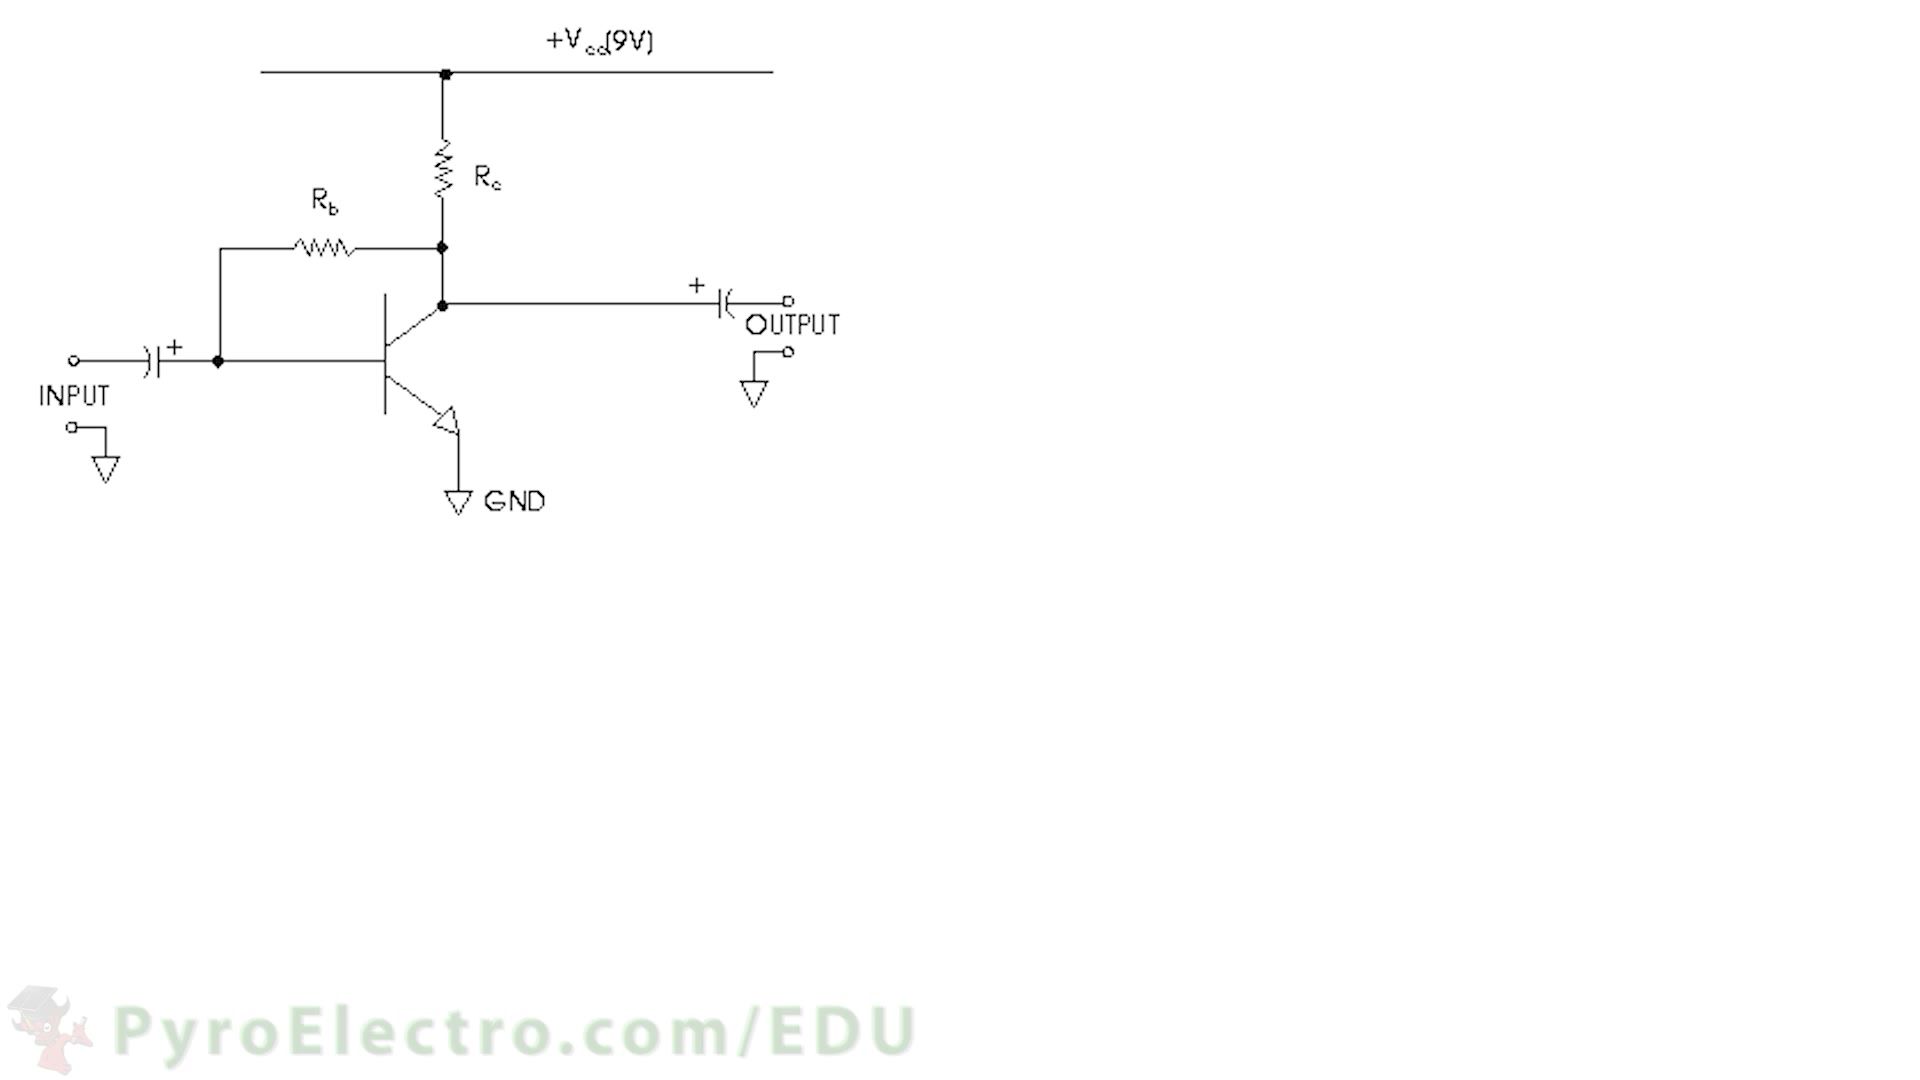 +Vcc(9V)
Rc
Rb
+
OUTPUT
+
INPUT
GND
PyroElectro.com/EDU